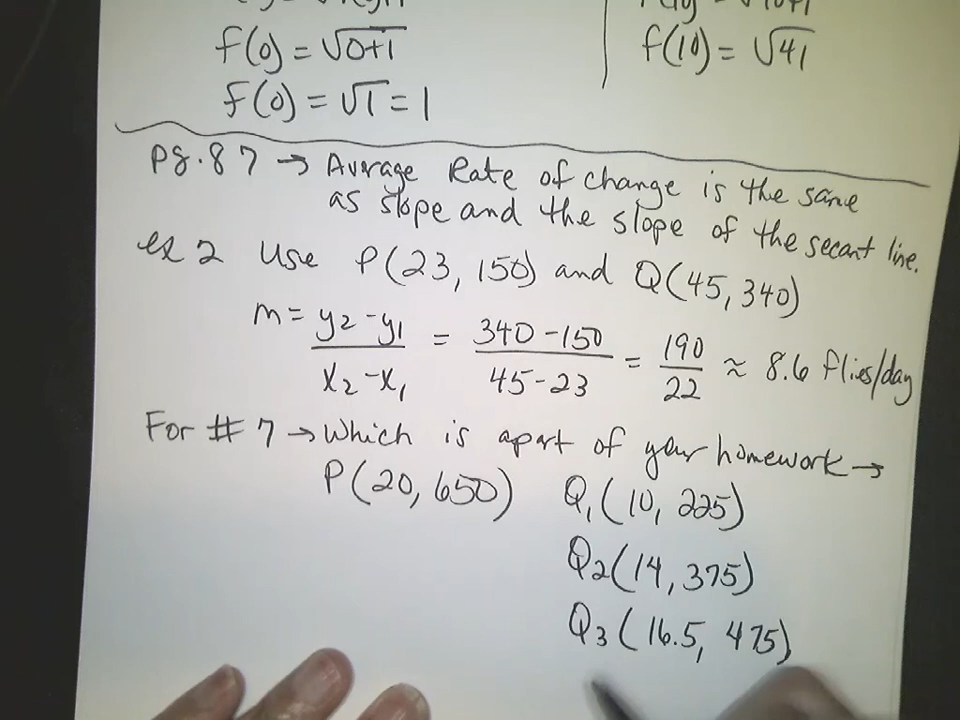 f(0) = √0+1
f(10) = √41
f(0) = √1 = 1
pg. 87 → Average Rate of change is the same
as slope and the slope of the secant line.
ex 2 Use P(23, 150) and Q(45, 340)
m = y2 - y1 / x2 - x1 = 340 - 150 / 45 - 23 = 190 / 22 ≈ 8.6 flies/day
For # 7 → Which is apart of your homework →
P(20, 650) Q1(10, 225)
Q2(14, 375)
Q3(16.5, 475)